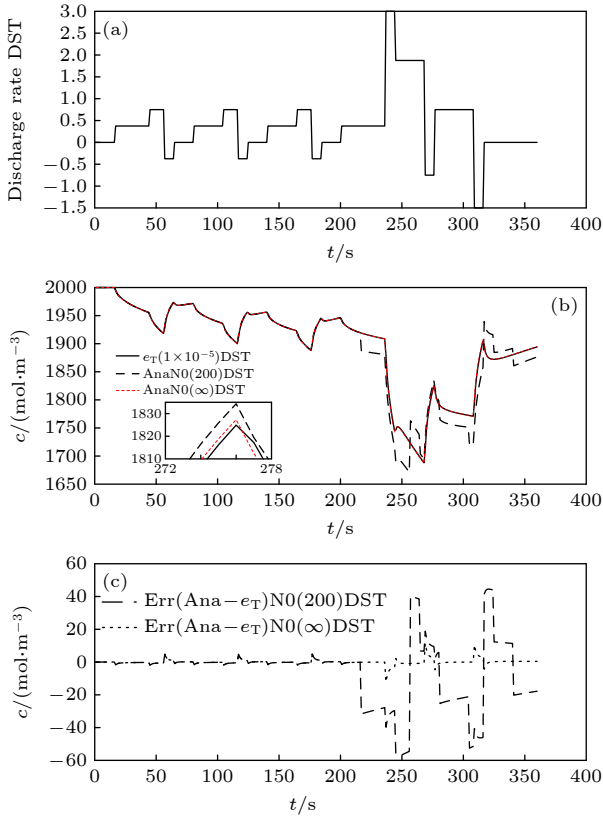 (a)
Discharge rate DST
3.0
2.5
2.0
1.5
1.0
0.5
0
−0.5
−1.0
−1.5
0 50 100 150 200 250 300 350 400
t/s
(b)
c/(mol·m⁻³)
2000
1950
1900
1850
1800
1750
1700
1650
e_T(1×10⁻⁵)DST
AnaN0(200)DST
AnaN0(∞)DST
1830
1820
1810
272 278
0 50 100 150 200 250 300 350 400
t/s
(c)
c/(mol·m⁻³)
60
40
20
0
−20
−40
−60
Err(Ana−e_T)N0(200)DST
Err(Ana−e_T)N0(∞)DST
0 50 100 150 200 250 300 350 400
t/s